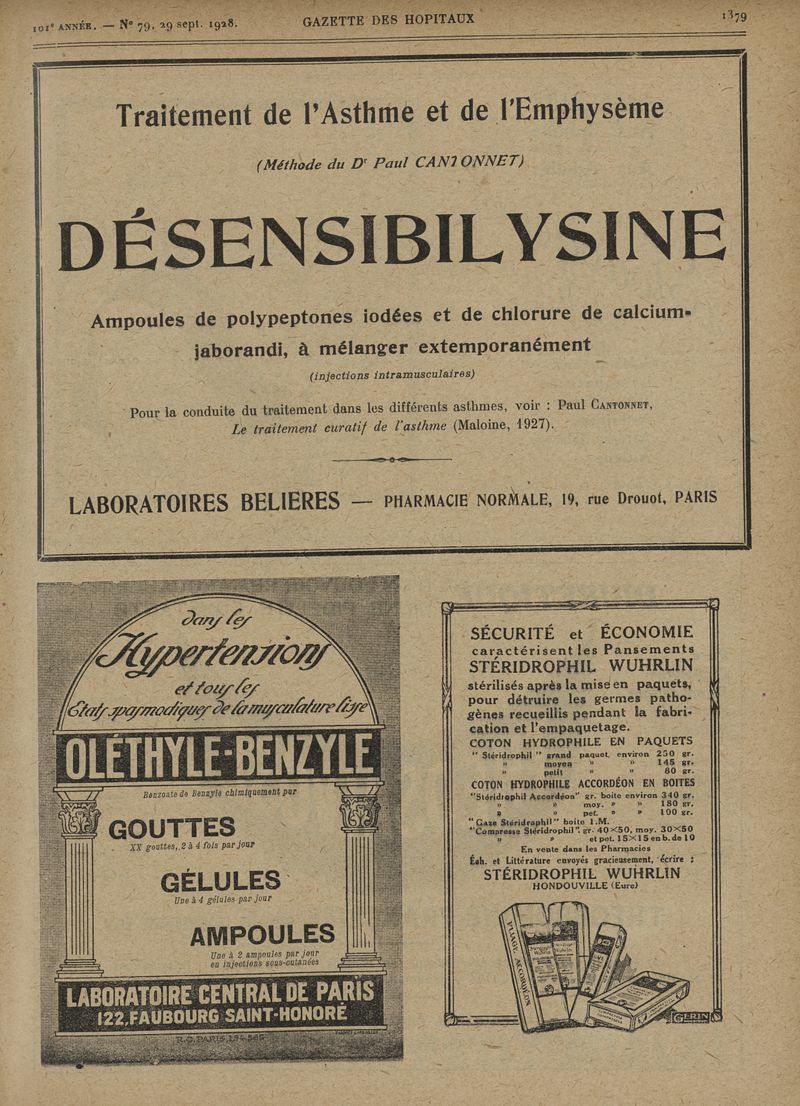 101e ANNÉE. — No 79, 29 sept. 1928.
GAZETTE DES HOPITAUX
1379
Traitement de l'Asthme et de l'Emphysème
(Méthode du Dr Paul CANTONNET)
DÉSENSIBILYSINE
Ampoules de polypeptones iodées et de chlorure de calcium-
jaborandi, à mélanger extemporanément
(injections intramusculaires)
Pour la conduite du traitement dans les différents asthmes, voir : Paul CANTONNET,
Le traitement curatif de l'asthme (Maloine, 1927).
LABORATOIRES BELIERES — PHARMACIE NORMALE, 19, rue Drouot, PARIS
dans les
Hypertensions
et tous les
États spasmodiques de la musculature lisse
OLÉTHYLE-BENZYLE
Benzoate de Benzyle chimiquement pur
GOUTTES
XX gouttes, 2 à 4 fois par jour
GÉLULES
Une à 4 gélules par jour
AMPOULES
Une à 2 ampoules par jour
en injections sous-cutanées
LABORATOIRE CENTRAL DE PARIS
122, FAUBOURG SAINT-HONORÉ
SÉCURITÉ et ÉCONOMIE
caractérisent les Pansements
STÉRIDROPHIL WUHRLIN
stérilisés après la mise en paquets,
pour détruire les germes patho-
gènes recueillis pendant la fabri-
cation et l'empaquetage.
COTON HYDROPHILE EN PAQUETS
"Stéridrophil" grand paquet environ 250 gr.
" moyen " " 145 gr.
" petit " " 80 gr.
COTON HYDROPHILE ACCORDÉON EN BOITES
"Stéridrophil Accordéon" gr. boite environ 340 gr.
" " moy. " " 180 gr.
" " pet. " " 100 gr.
"Gaze Stéridrophil" boite 1.M.
"Compresse Stéridrophil". gr. 40×50, moy. 30×50
" " et pet. 15×15 en b. de 10
En vente dans les Pharmacies
Éch. et Littérature envoyés gracieusement, écrire :
STÉRIDROPHIL WUHRLIN
HONDOUVILLE (Eure)
PLIAGE ACCORDÉON
GERIN